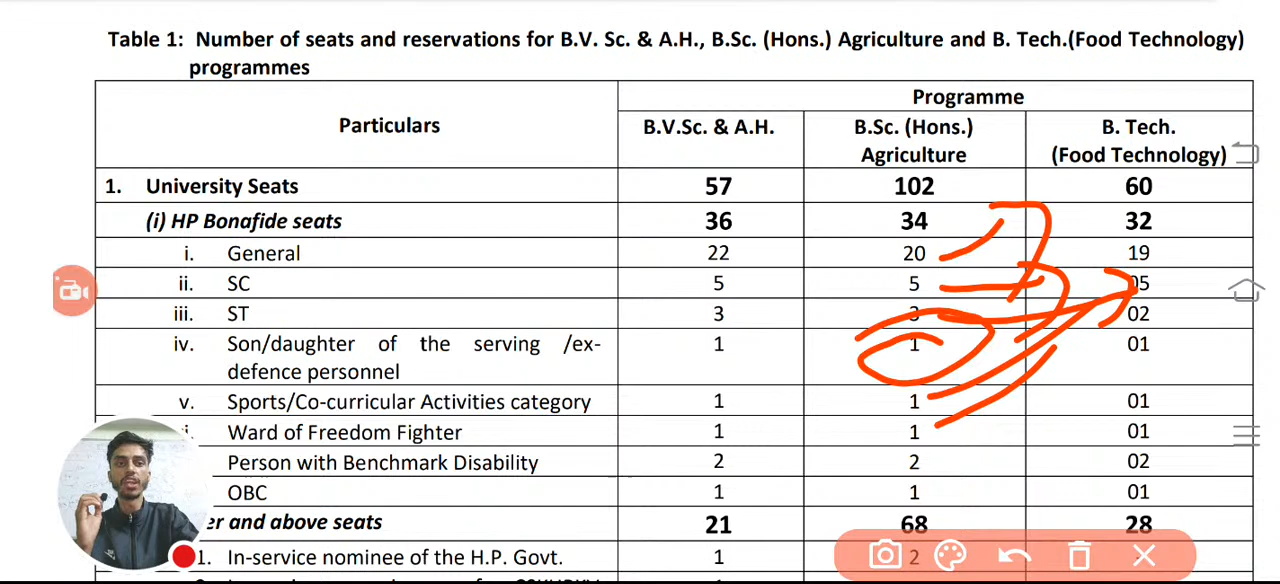 Table 1: Number of seats and reservations for B.V. Sc. & A.H., B.Sc. (Hons.) Agriculture and B. Tech.(Food Technology)
programmes
Particulars Programme
B.V.Sc. & A.H. B.Sc. (Hons.) Agriculture B. Tech. (Food Technology)
1. University Seats 57 102 60
(i) HP Bonafide seats 36 34 32
i. General 22 20 19
ii. SC 5 5 05
iii. ST 3 3 02
iv. Son/daughter of the serving /ex- 1 1 01
defence personnel
v. Sports/Co-curricular Activities category 1 1 01
Ward of Freedom Fighter 1 1 01
Person with Benchmark Disability 2 2 02
OBC 1 1 01
and above seats 21 68 28
1. In-service nominee of the H.P. Govt. 1 2